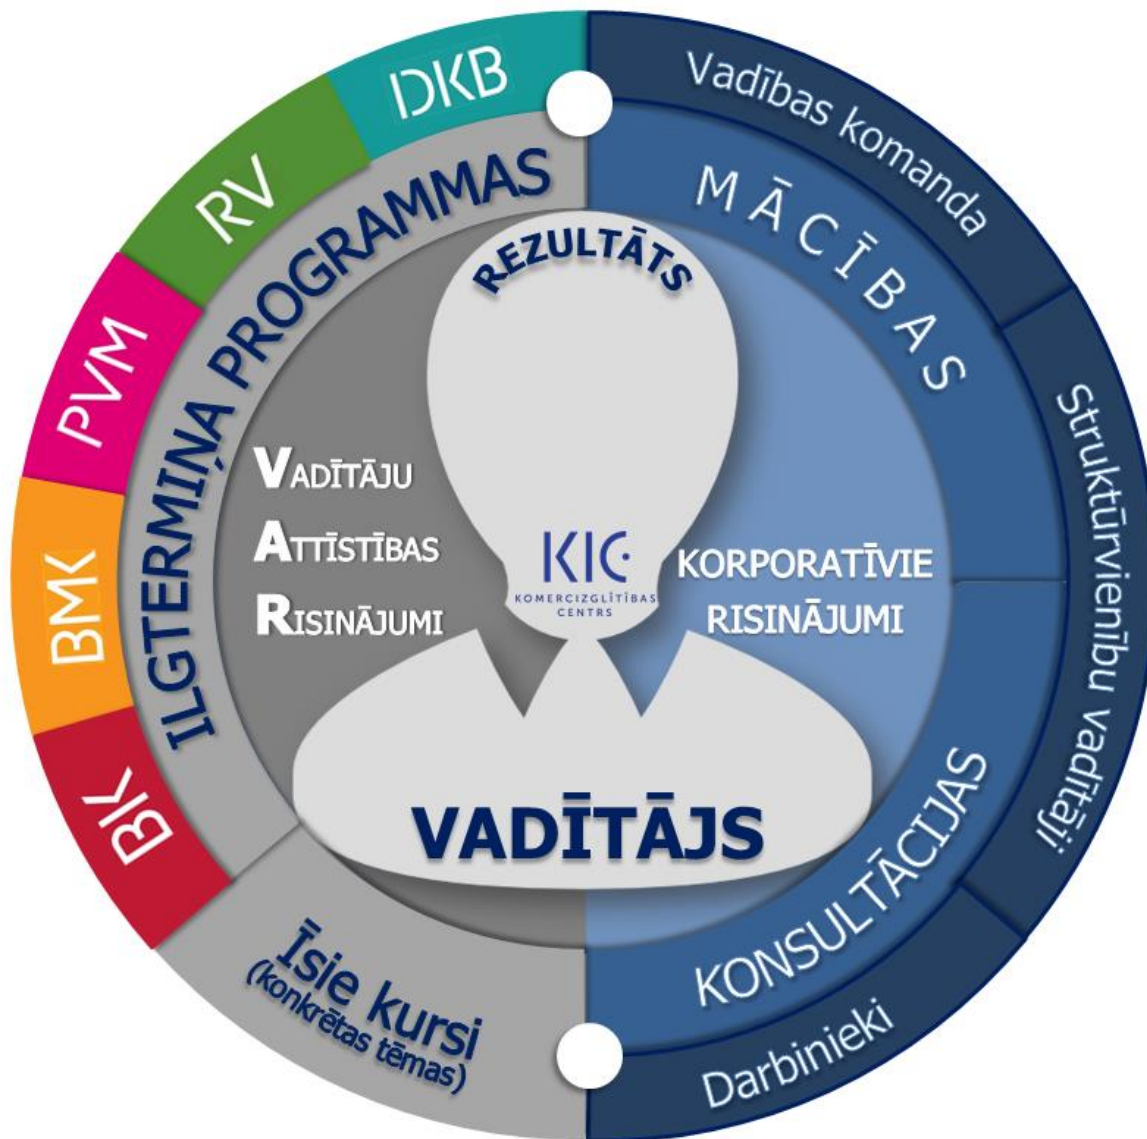 DKB
RV
PVM
BMK
BK
ILGTERMIŅA PROGRAMMAS
Īsie kursi
(konkrētas tēmas)
VADĪTĀJU
ATTĪSTĪBAS
RISINĀJUMI
REZULTĀTS
KIC
KOMERCIZGLĪTĪBAS
CENTRS
VADĪTĀJS
KORPORATĪVIE
RISINĀJUMI
MĀCĪBAS
KONSULTĀCIJAS
Vadības komanda
Struktūrvienību vadītāji
Darbinieki